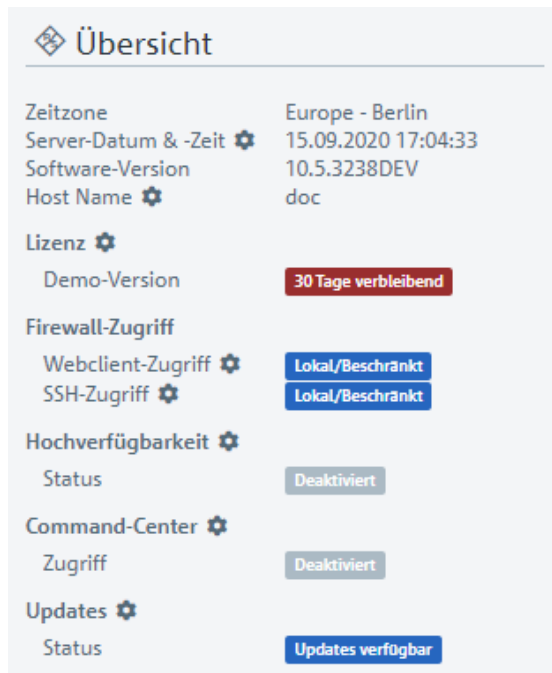 Übersicht
Zeitzone Europe - Berlin
Server-Datum & -Zeit 15.09.2020 17:04:33
Software-Version 10.5.3238DEV
Host Name doc
Lizenz
Demo-Version 30 Tage verbleibend
Firewall-Zugriff
Webclient-Zugriff Lokal/Beschränkt
SSH-Zugriff Lokal/Beschränkt
Hochverfügbarkeit
Status Deaktiviert
Command-Center
Zugriff Deaktiviert
Updates
Status Updates verfügbar